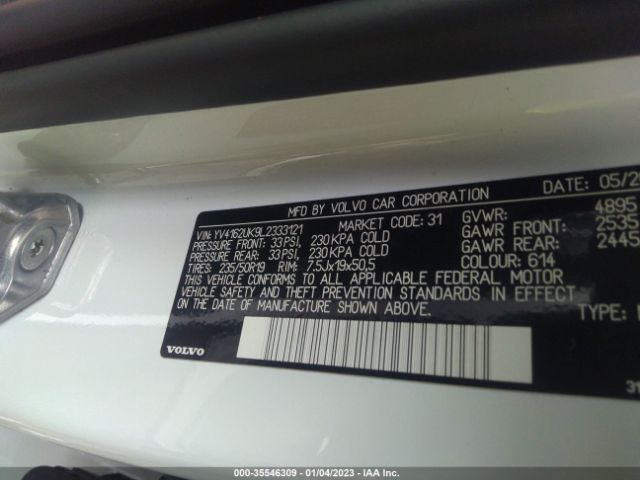 MFD BY VOLVO CAR CORPORATION DATE: 05/2
VIN: YV4162UK9L2333121 MARKET CODE: 31 GVWR: 4895
PRESSURE FRONT: 33PSI, 230KPA COLD GAWR FRONT: 2535
PRESSURE REAR: 33PSI, 230KPA COLD GAWR REAR: 244
TIRES: 235/50R19 RIM: 7.5Jx19x50.5 COLOUR: 614
THIS VEHICLE CONFORMS TO ALL APPLICABLE FEDERAL MOTOR
VEHICLE SAFETY AND THEFT PREVENTION STANDARDS IN EFFECT
ON THE DATE OF MANUFACTURE SHOWN ABOVE.
TYPE:
VOLVO
31
000-35546309 - 01/04/2023 - IAA Inc.